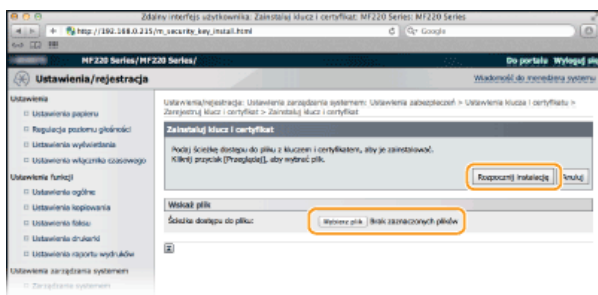 Zdalny interfejs użytkownika: Zainstaluj klucz i certyfikat: MF220 Series: MF220 Series
http://192.168.0.215/m_security_key_install.html
Google
MF220 Series/MF220 Series/
Do portalu Wyloguj się
Ustawienia/rejestracja
Wiadomość do menedżera systemu
Ustawienia
Ustawienia papieru
Regulacja poziomu głośności
Ustawienia wyświetlania
Ustawienia włącznika czasowego
Ustawienia funkcji
Ustawienia ogólne
Ustawienia kopiowania
Ustawienia faksu
Ustawienia drukarki
Ustawienia raportu wydruków
Ustawienia zarządzania systemem
Zarządzanie systemem
Ustawienia/rejestracja: Ustawienia zarządzania systemem: Ustawienia zabezpieczeń > Ustawienia klucza i certyfikatu >
Zarejestruj klucz i certyfikat > Zainstaluj klucz i certyfikat
Zainstaluj klucz i certyfikat
Podaj ścieżkę dostępu do pliku z kluczem i certyfikatem, aby je zainstalować.
Kliknij przycisk [Przeglądaj], aby wybrać plik.
Rozpocznij instalację
Anuluj
Wskaż plik
Ścieżka dostępu do pliku:
Wybierz plik Brak zaznaczonych plików